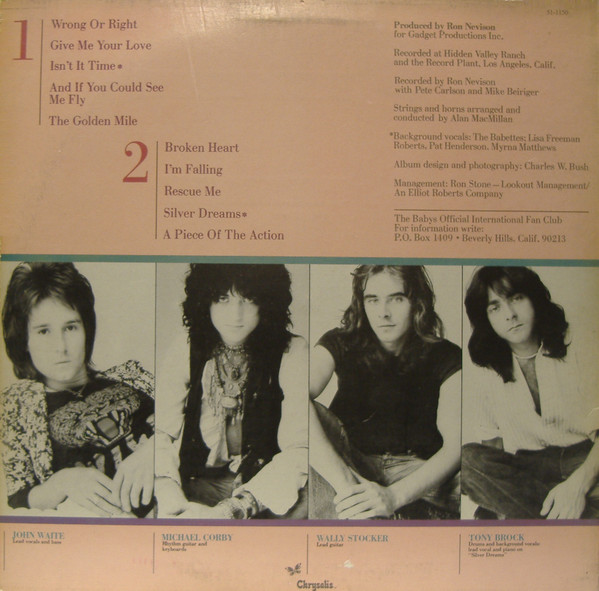 1
Wrong Or Right
Give Me Your Love
Isn't It Time*
And If You Could See
Me Fly
The Golden Mile
2
Broken Heart
I'm Falling
Rescue Me
Silver Dreams*
A Piece Of The Action
Produced by Ron Nevison
for Gadget Productions Inc.
Recorded at Hidden Valley Ranch
and the Record Plant, Los Angeles, Calif.
Recorded by Ron Nevison
with Pete Carlson and Mike Beiriger
Strings and horns arranged and
conducted by Alan MacMillan
*Background vocals: The Babettes; Lisa Freeman
Roberts, Pat Henderson, Myrna Matthews
Album design and photography: Charles W. Bush
Management: Ron Stone—Lookout Management/
An Elliot Roberts Company
The Babys Official International Fan Club
For information write:
P.O. Box 1409 • Beverly Hills, Calif. 90213
JOHN WAITE
Lead vocals and bass
MICHAEL CORBY
Rhythm guitar and
keyboards
WALLY STOCKER
Lead guitar
TONY BROCK
Drums and background vocals:
lead vocal and piano on
"Silver Dreams"
Chrysalis